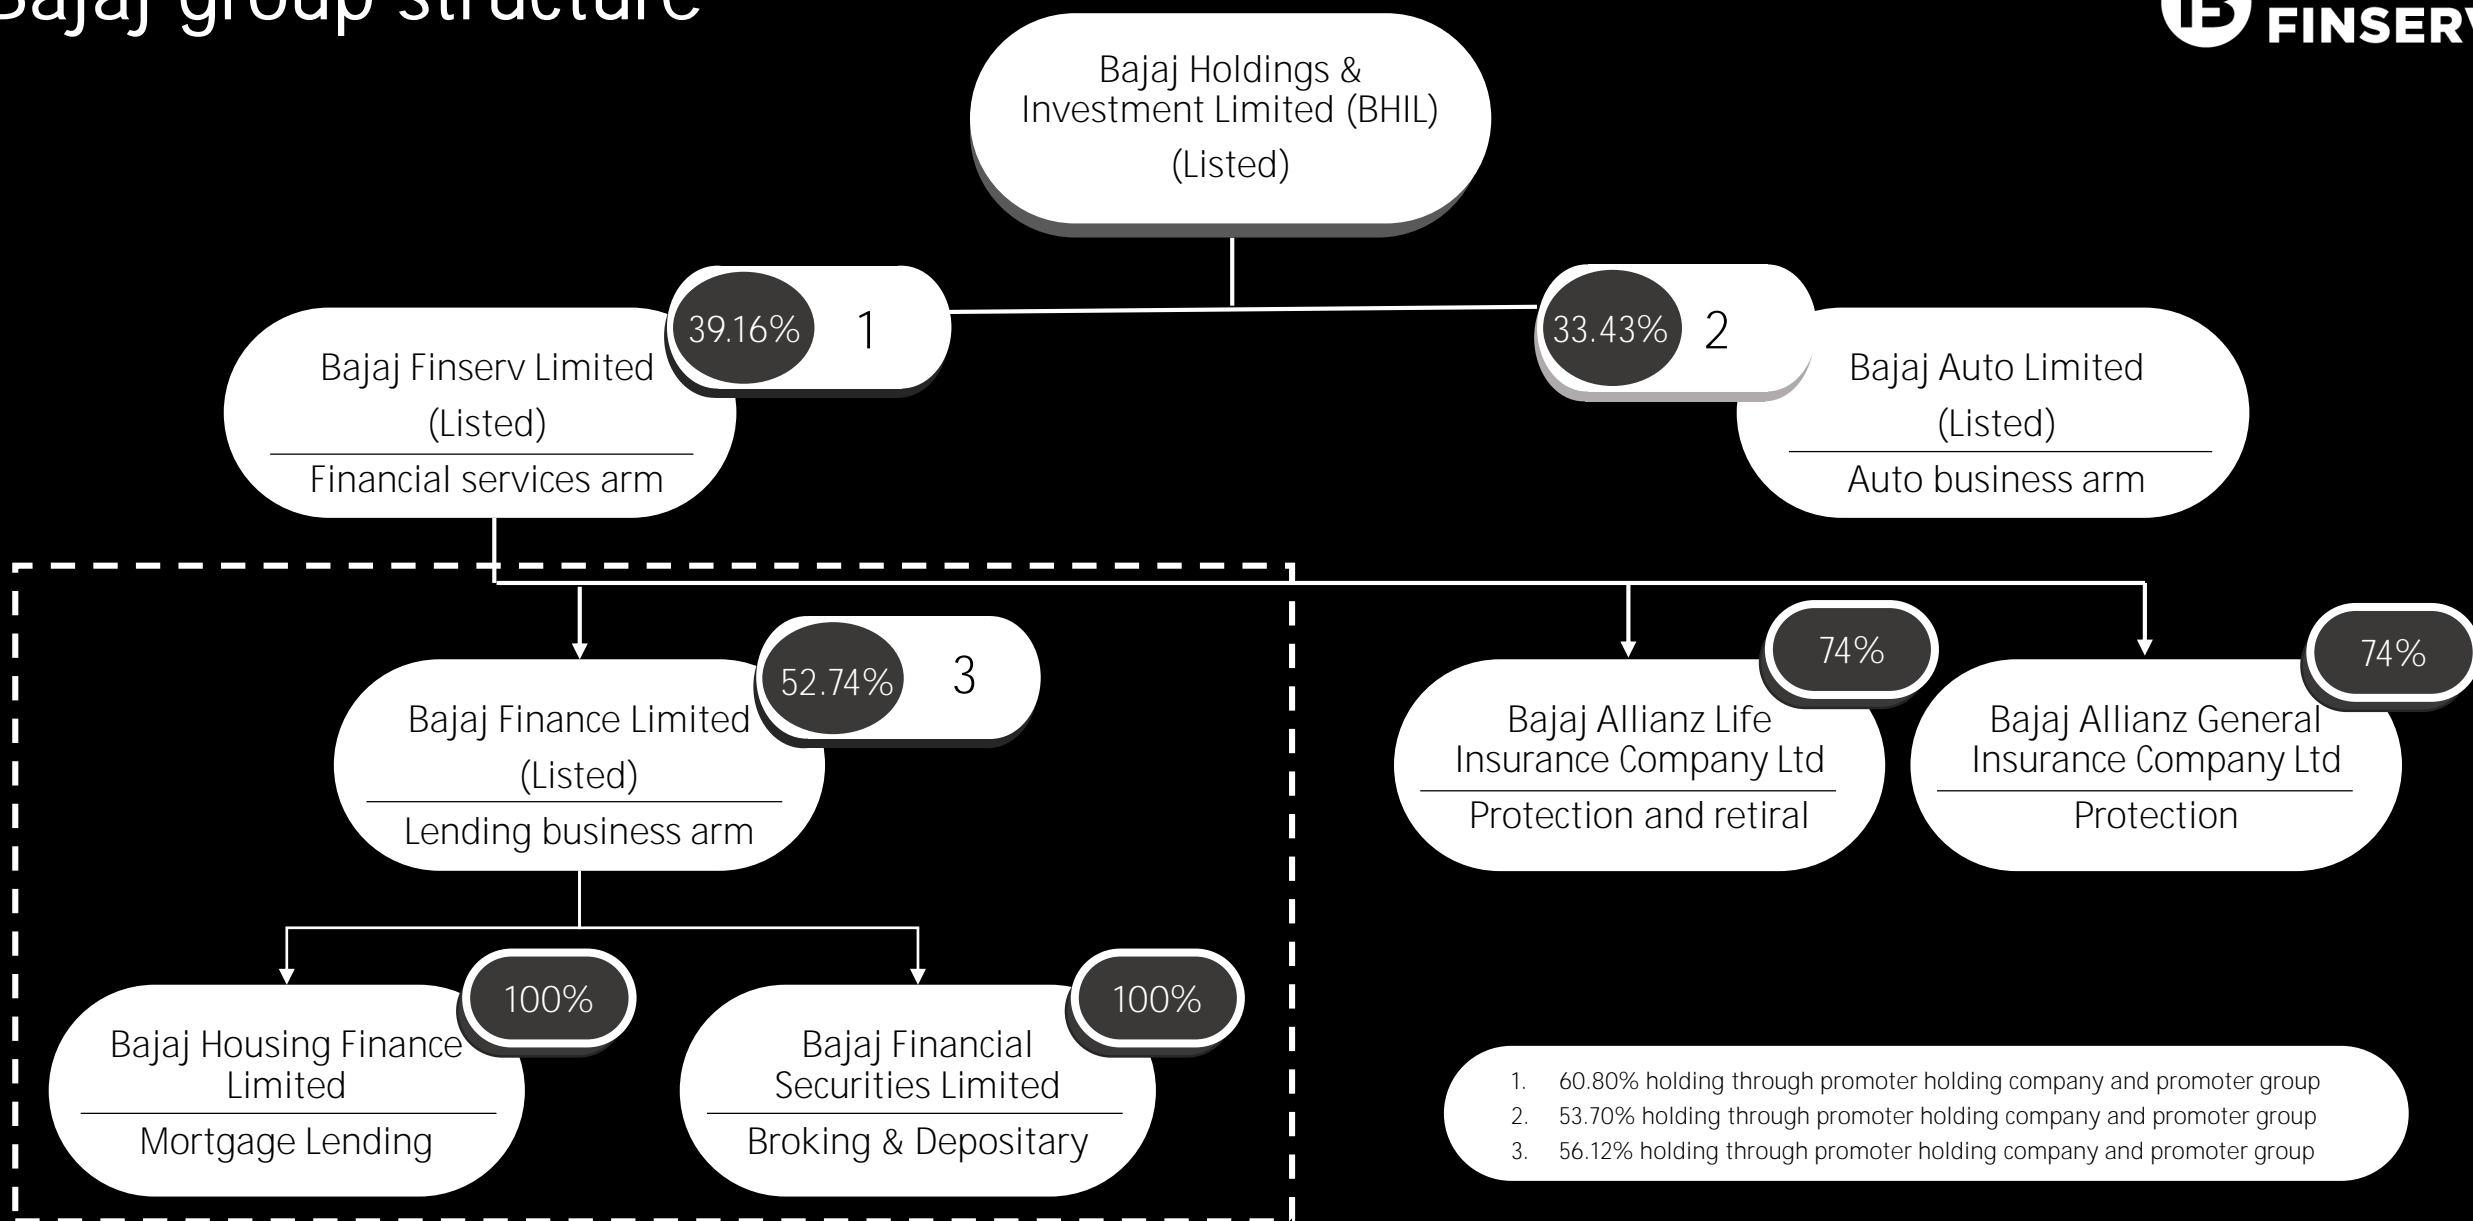 Bajaj group structure
FINSERV
Bajaj Holdings &
Investment Limited (BHIL)
(Listed)
39.16% 1
33.43% 2
Bajaj Finserv Limited
(Listed)
Financial services arm
Bajaj Auto Limited
(Listed)
Auto business arm
52.74% 3
74%
74%
Bajaj Finance Limited
(Listed)
Lending business arm
Bajaj Allianz Life
Insurance Company Ltd
Protection and retiral
Bajaj Allianz General
Insurance Company Ltd
Protection
100%
100%
Bajaj Housing Finance
Limited
Mortgage Lending
Bajaj Financial
Securities Limited
Broking & Depositary
1. 60.80% holding through promoter holding company and promoter group
2. 53.70% holding through promoter holding company and promoter group
3. 56.12% holding through promoter holding company and promoter group